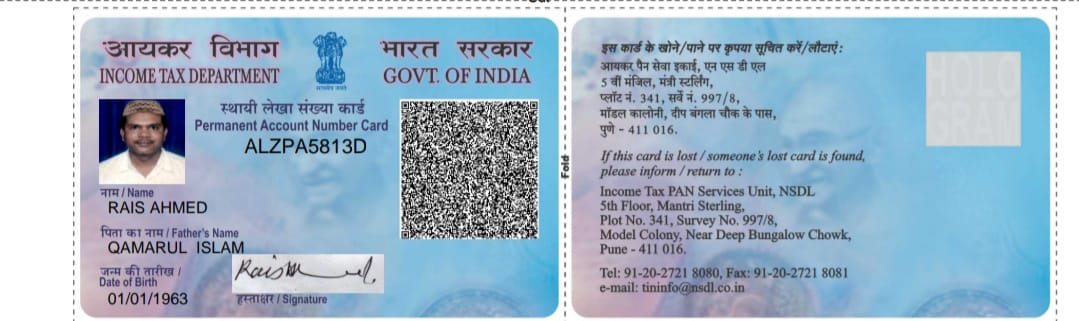 आयकर विभाग
INCOME TAX DEPARTMENT
सत्यमेव जयते
भारत सरकार
GOVT. OF INDIA
स्थायी लेखा संख्या कार्ड
Permanent Account Number Card
ALZPA5813D
नाम / Name
RAIS AHMED
पिता का नाम / Father's Name
QAMARUL ISLAM
जन्म की तारीख /
Date of Birth
01/01/1963
हस्ताक्षर / Signature
Fold
इस कार्ड के खोने/पाने पर कृपया सूचित करें/लौटाएं :
आयकर पैन सेवा इकाई, एन एस डी एल
5 वीं मंजिल, मंत्री स्टर्लिंग,
प्लॉट नं. 341, सर्वे नं. 997/8,
मॉडल कालोनी, दीप बंगला चौक के पास,
पुणे - 411 016.
If this card is lost / someone's lost card is found,
please inform / return to :
Income Tax PAN Services Unit, NSDL
5th Floor, Mantri Sterling,
Plot No. 341, Survey No. 997/8,
Model Colony, Near Deep Bungalow Chowk,
Pune - 411 016.
Tel: 91-20-2721 8080, Fax: 91-20-2721 8081
e-mail: tininfo@nsdl.co.in